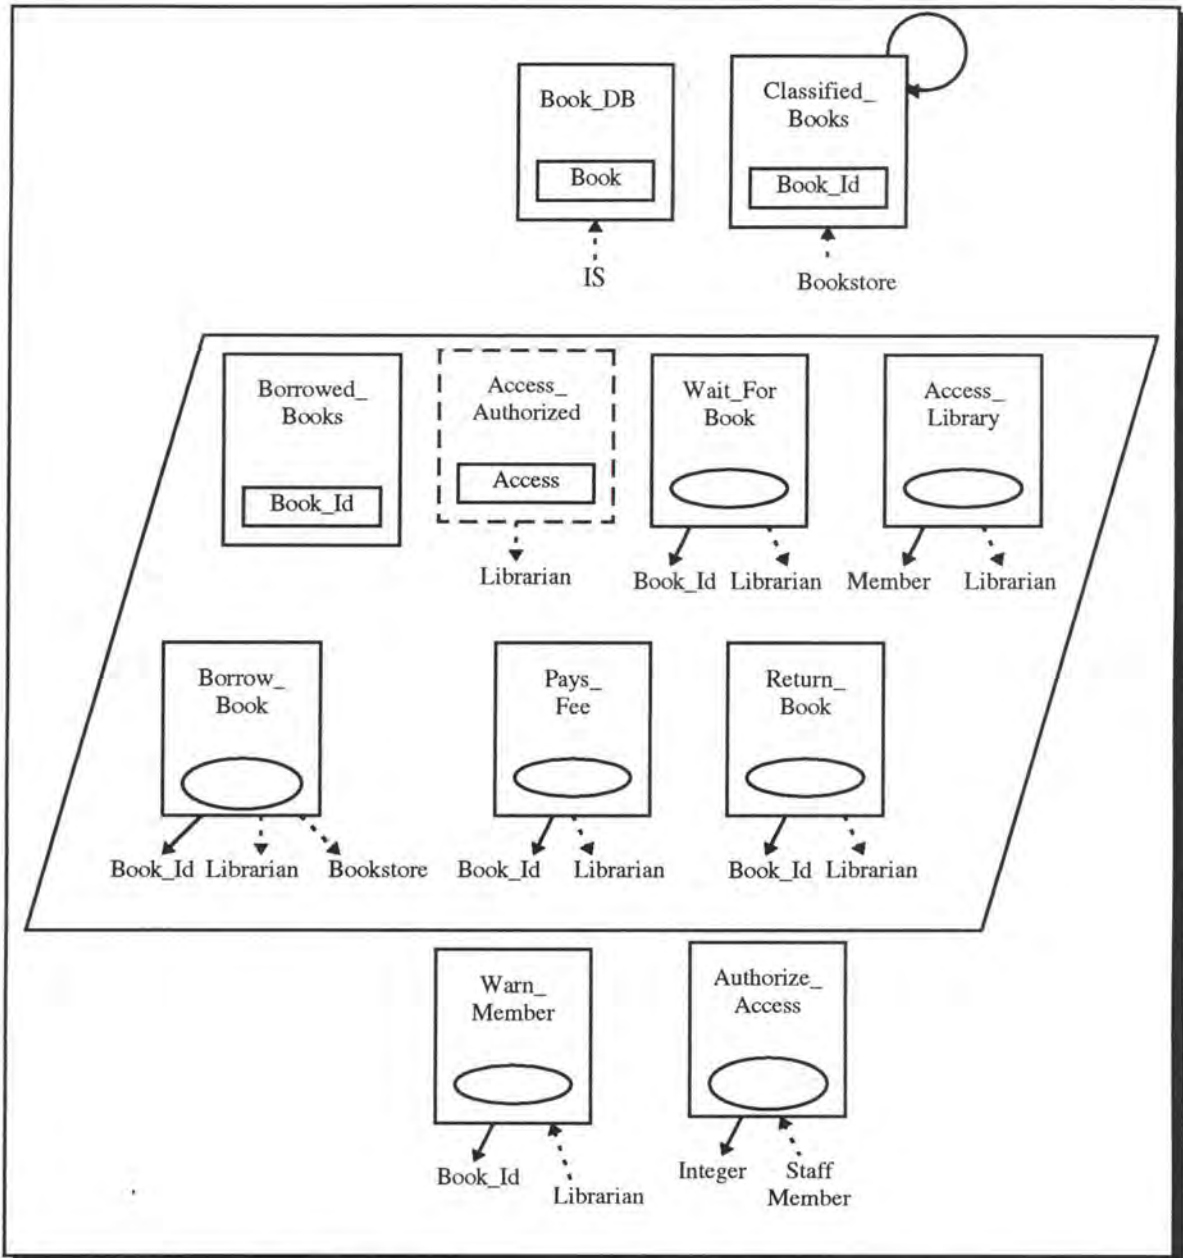 Book_DB
Book
IS
Classified_
Books
Book_Id
Bookstore
Borrowed_
Books
Book_Id
Access_
Authorized
Access
Librarian
Wait_For
Book
Book_Id Librarian
Access_
Library
Member Librarian
Borrow_
Book
Book_Id Librarian Bookstore
Pays_
Fee
Book_Id Librarian
Return_
Book
Book_Id Librarian
Warn_
Member
Book_Id Librarian
Authorize_
Access
Integer Staff
Member